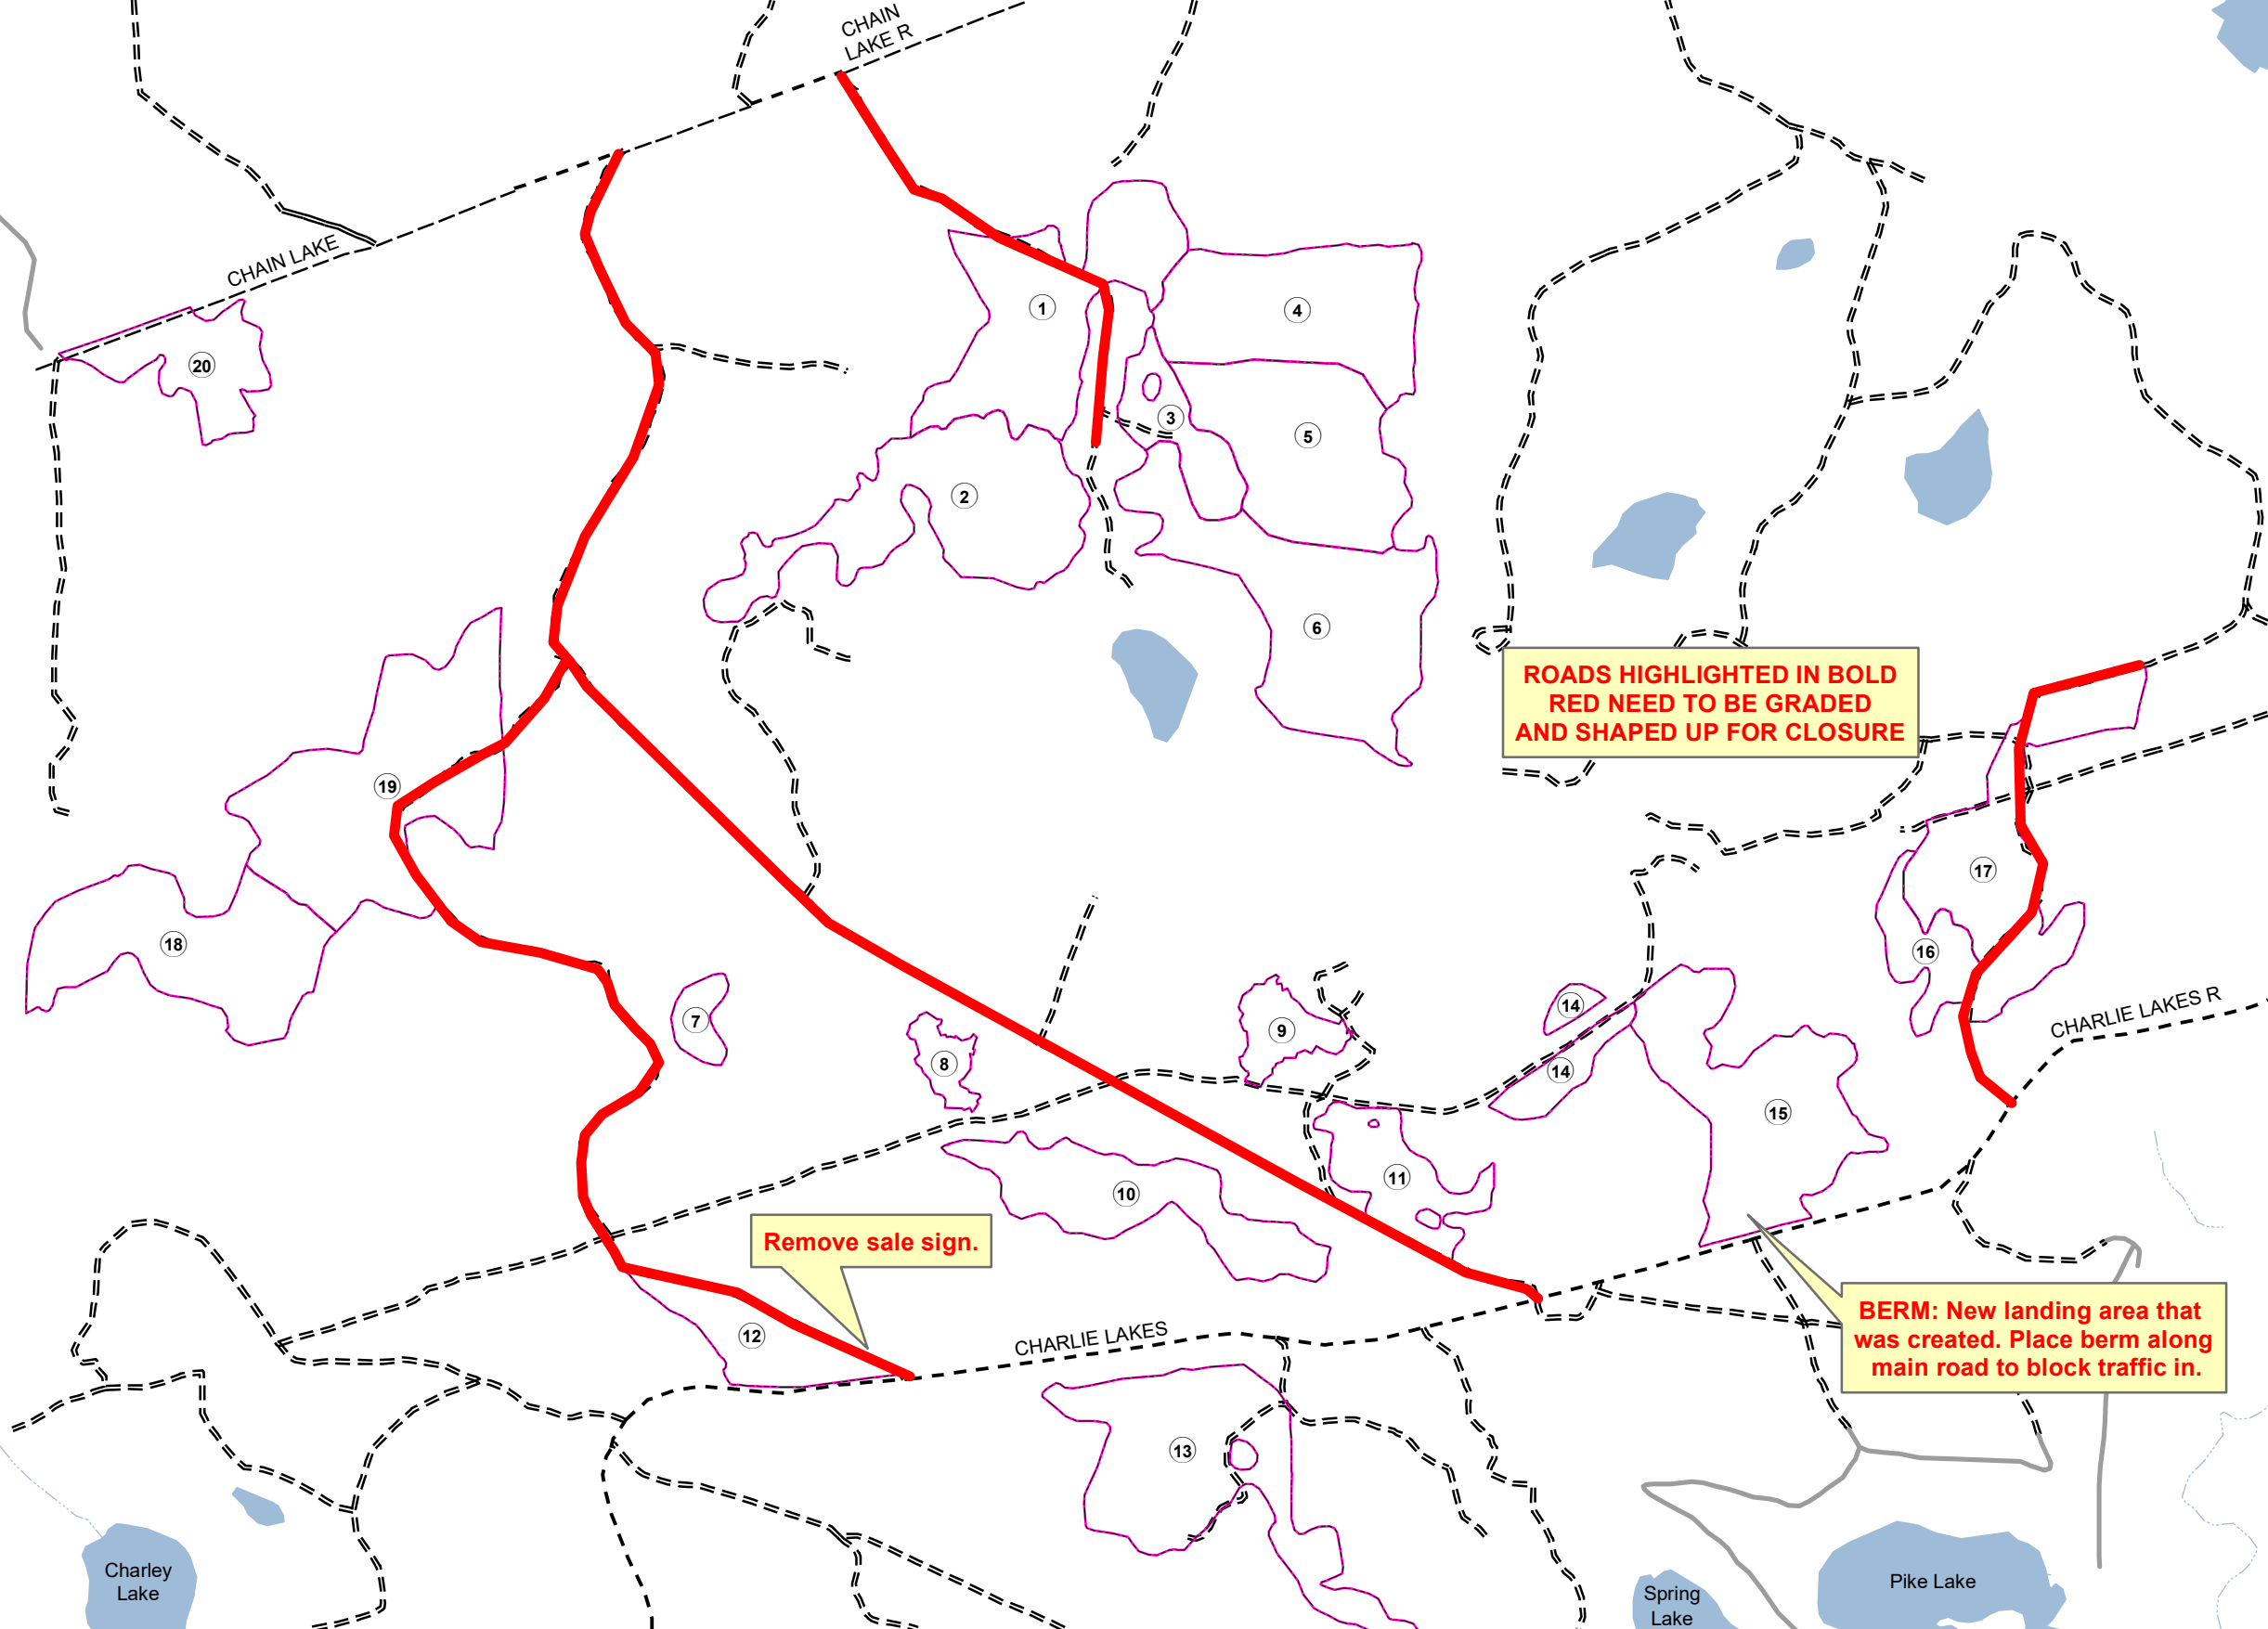 CHAIN
LAKE R
CHAIN LAKE
1
4
20
3
5
2
6
ROADS HIGHLIGHTED IN BOLD
RED NEED TO BE GRADED
AND SHAPED UP FOR CLOSURE
19
17
18
16
7
14
CHARLIE LAKES R
9
8
14
15
11
10
Remove sale sign.
BERM: New landing area that
was created. Place berm along
main road to block traffic in.
12
CHARLIE LAKES
13
Charley
Lake
Pike Lake
Spring
Lake